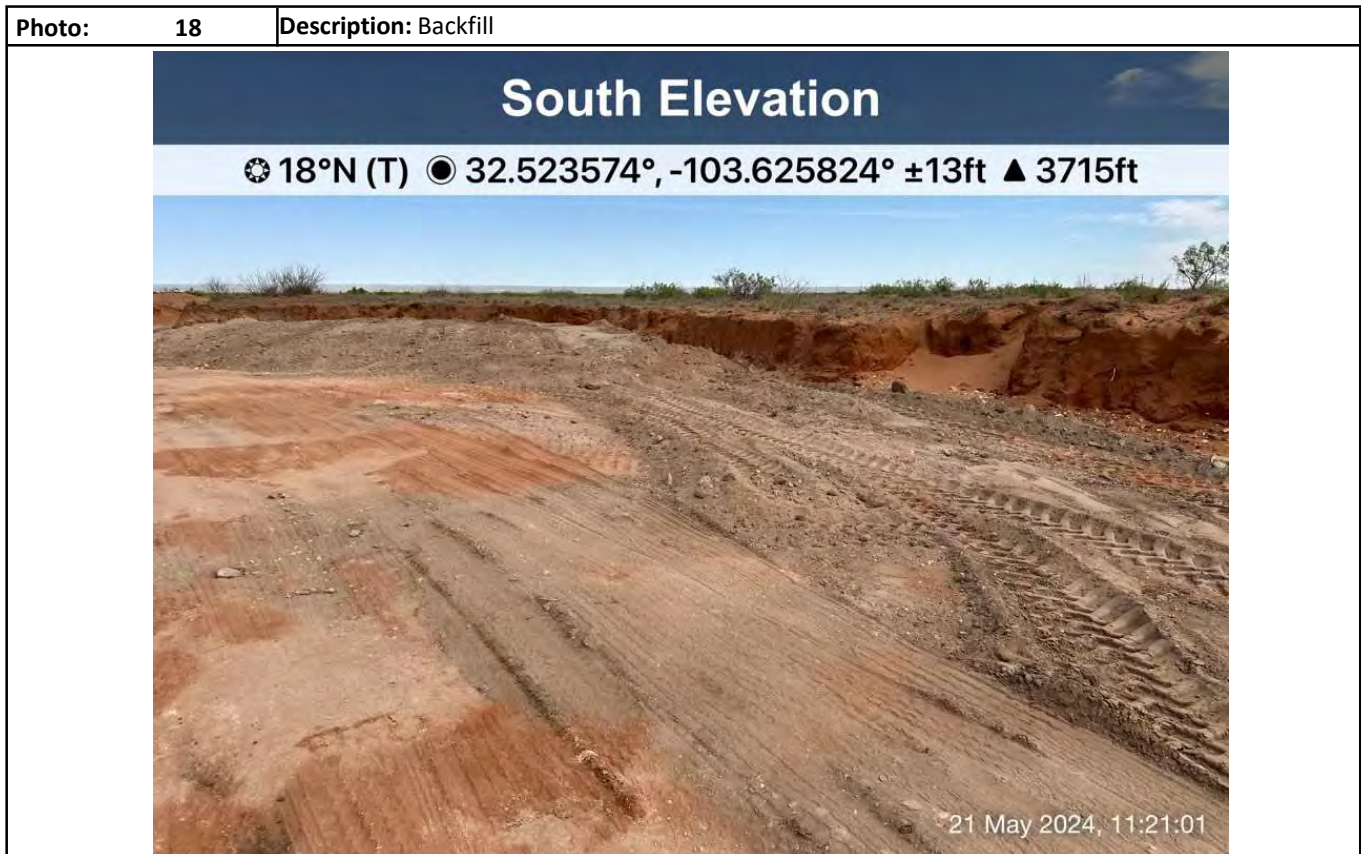 Photo: 18 Description: Backfill
South Elevation
18°N (T) 32.523574°, -103.625824° ±13ft ▲ 3715ft
21 May 2024, 11:21:01